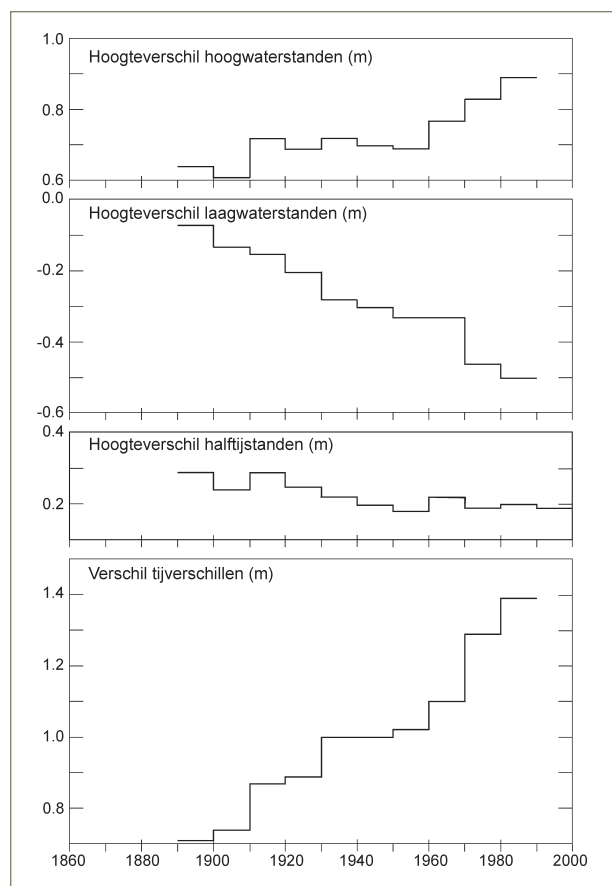 1.0
Hoogteverschil hoogwaterstanden (m)
0.8
0.6
0.0
Hoogteverschil laagwaterstanden (m)
-0.2
-0.4
-0.6
0.4
Hoogteverschil halftijstanden (m)
0.2
Verschil tijverschillen (m)
1.4
1.2
1.0
0.8
1860 1880 1900 1920 1940 1960 1980 2000